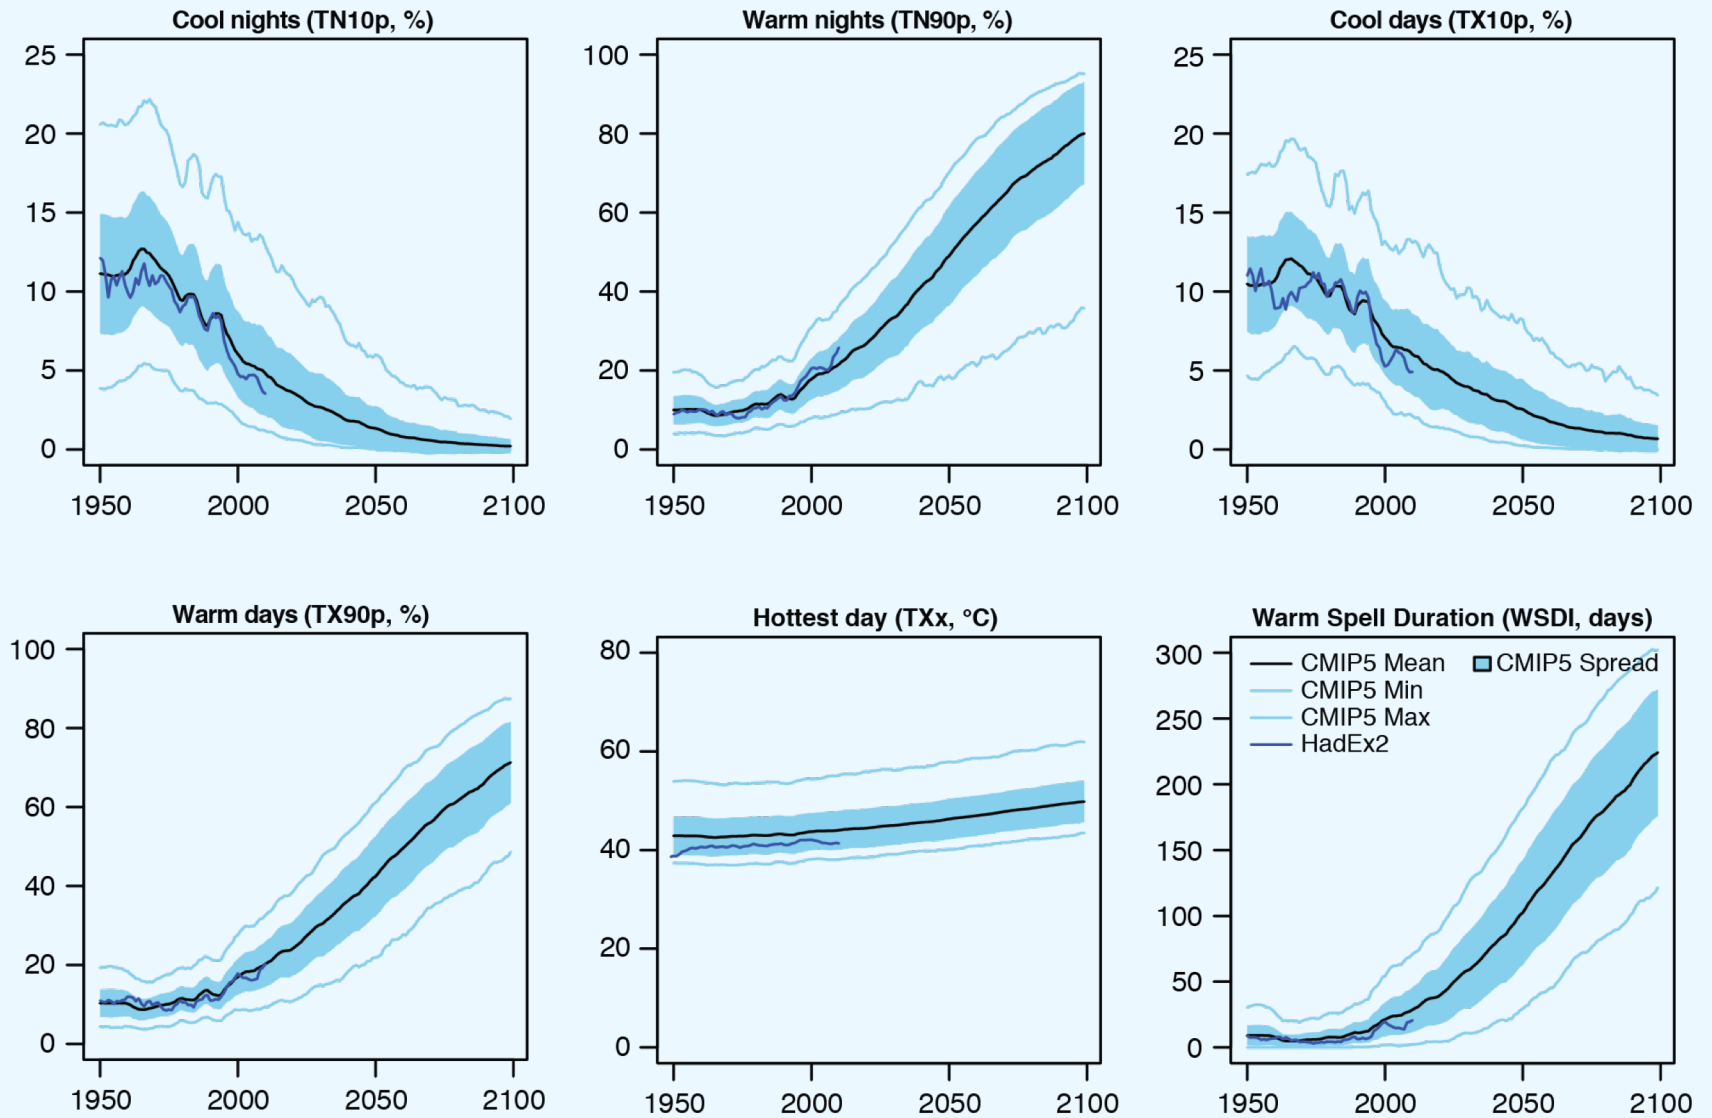 Cool nights (TN10p, %)
25
20
15
10
5
0
1950 2000 2050 2100
Warm nights (TN90p, %)
100
80
60
40
20
0
1950 2000 2050 2100
Cool days (TX10p, %)
25
20
15
10
5
0
1950 2000 2050 2100
Warm days (TX90p, %)
100
80
60
40
20
0
1950 2000 2050 2100
Hottest day (TXx, °C)
80
60
40
20
0
1950 2000 2050 2100
Warm Spell Duration (WSDI, days)
300
250
200
150
100
50
0
1950 2000 2050 2100
CMIP5 Mean CMIP5 Spread
CMIP5 Min
CMIP5 Max
HadEx2